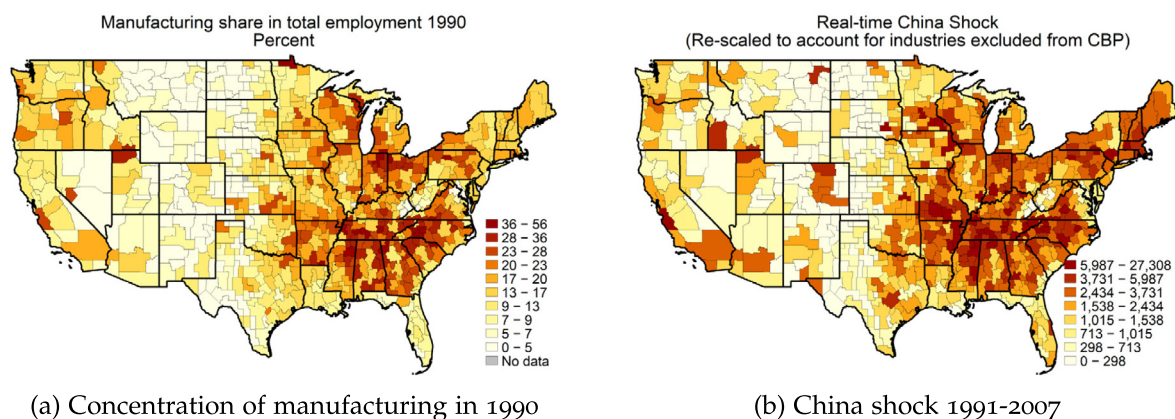 Manufacturing share in total employment 1990
Percent
36 – 56
28 – 36
23 – 28
20 – 23
17 – 20
13 – 17
9 – 13
7 – 9
5 – 7
0 – 5
No data
(a) Concentration of manufacturing in 1990
Real-time China Shock
(Re-scaled to account for industries excluded from CBP)
5,987 – 27,308
3,731 – 5,987
2,434 – 3,731
1,538 – 2,434
1,015 – 1,538
713 – 1,015
298 – 713
0 – 298
(b) China shock 1991-2007